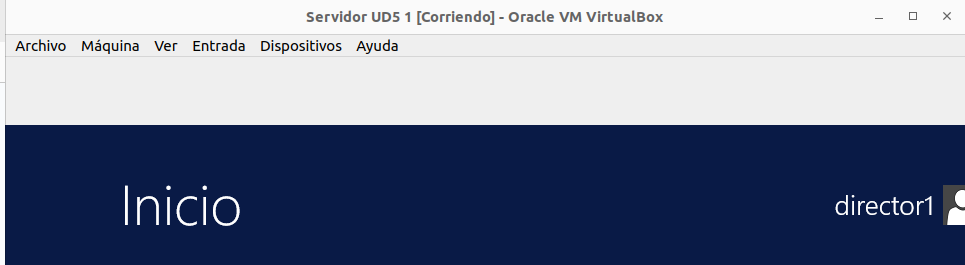 Servidor UD5 1 [Corriendo] - Oracle VM VirtualBox
Archivo Máquina Ver Entrada Dispositivos Ayuda
Inicio
director1